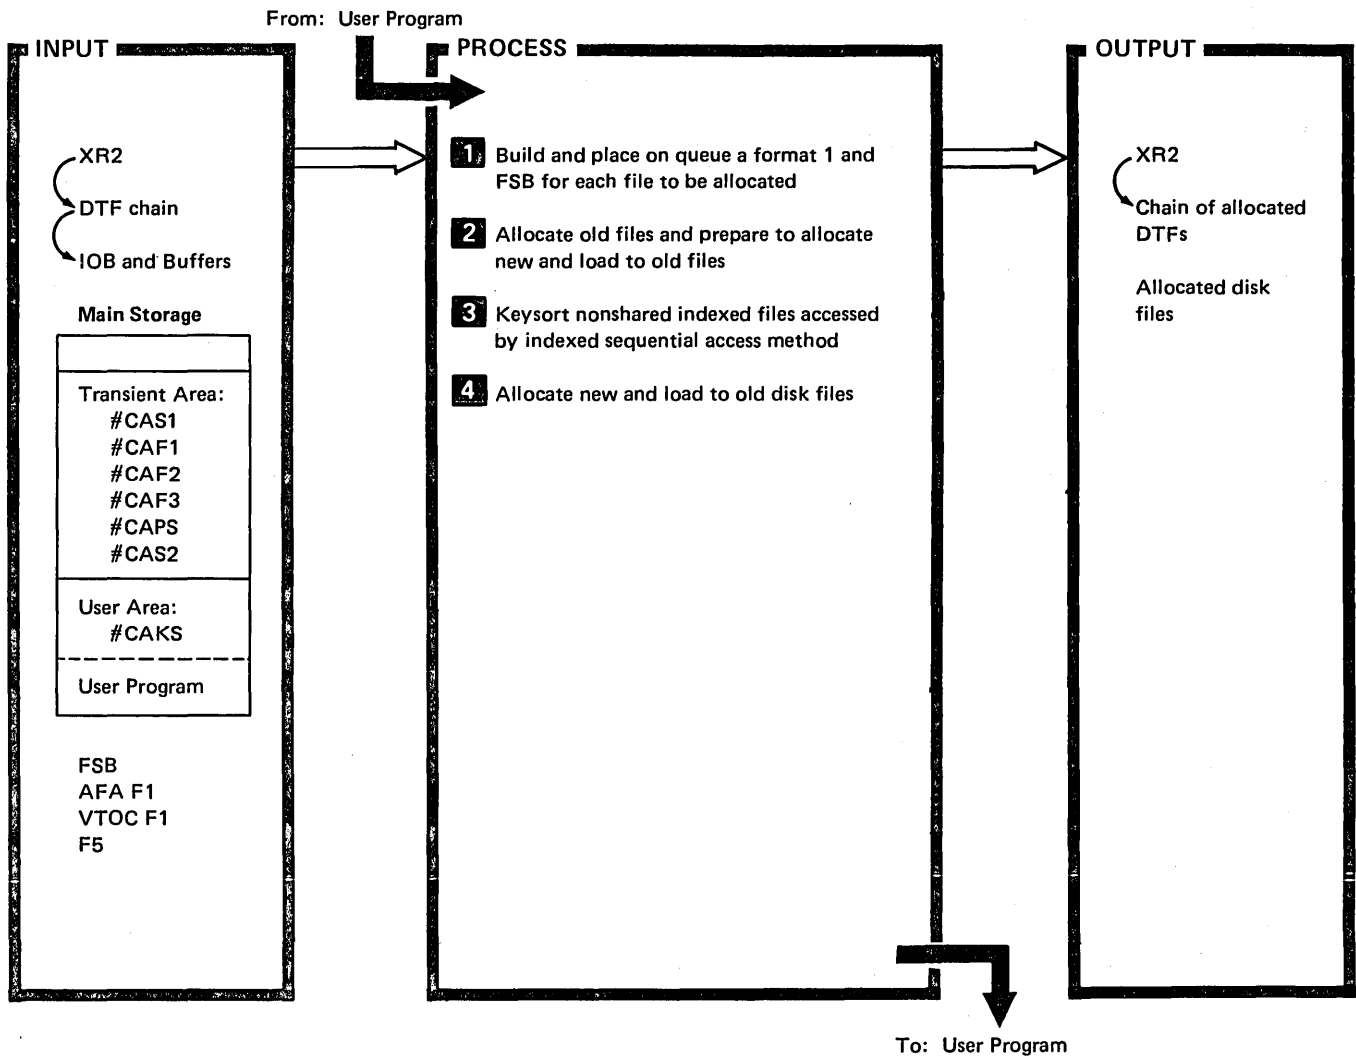 From: User Program
INPUT
XR2
DTF chain
IOB and Buffers
Main Storage
Transient Area:
#CAS1
#CAF1
#CAF2
#CAF3
#CAPS
#CAS2
User Area:
#CAKS
User Program
FSB
AFA F1
VTOC F1
F5
PROCESS
1 Build and place on queue a format 1 and
FSB for each file to be allocated
2 Allocate old files and prepare to allocate
new and load to old files
3 Keysort nonshared indexed files accessed
by indexed sequential access method
4 Allocate new and load to old disk files
OUTPUT
XR2
Chain of allocated
DTFs
Allocated disk
files
To: User Program